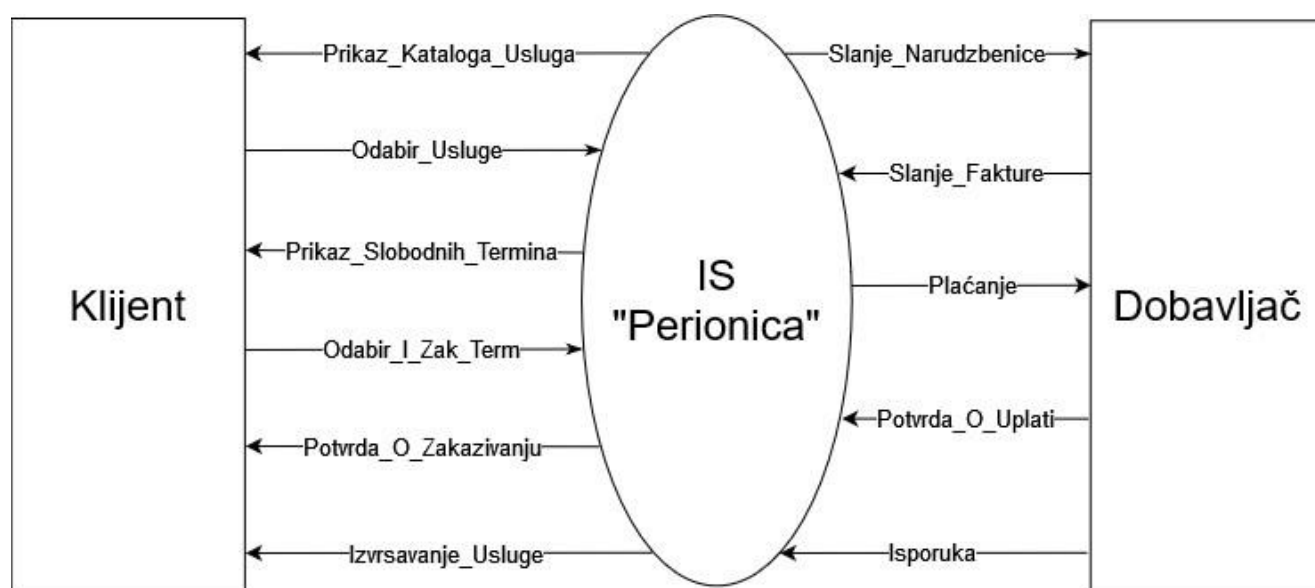 Prikaz_Kataloga_Usluga
Slanje_Narudzbenice
Odabir_Usluge
Slanje_Fakture
Prikaz_Slobodnih_Termina
Klijent
IS
"Perionica"
Plaćanje
Dobavljač
Odabir_I_Zak_Term
Potvrda_O_Zakazivanju
Potvrda_O_Uplati
Izvrsavanje_Usluge
Isporuka